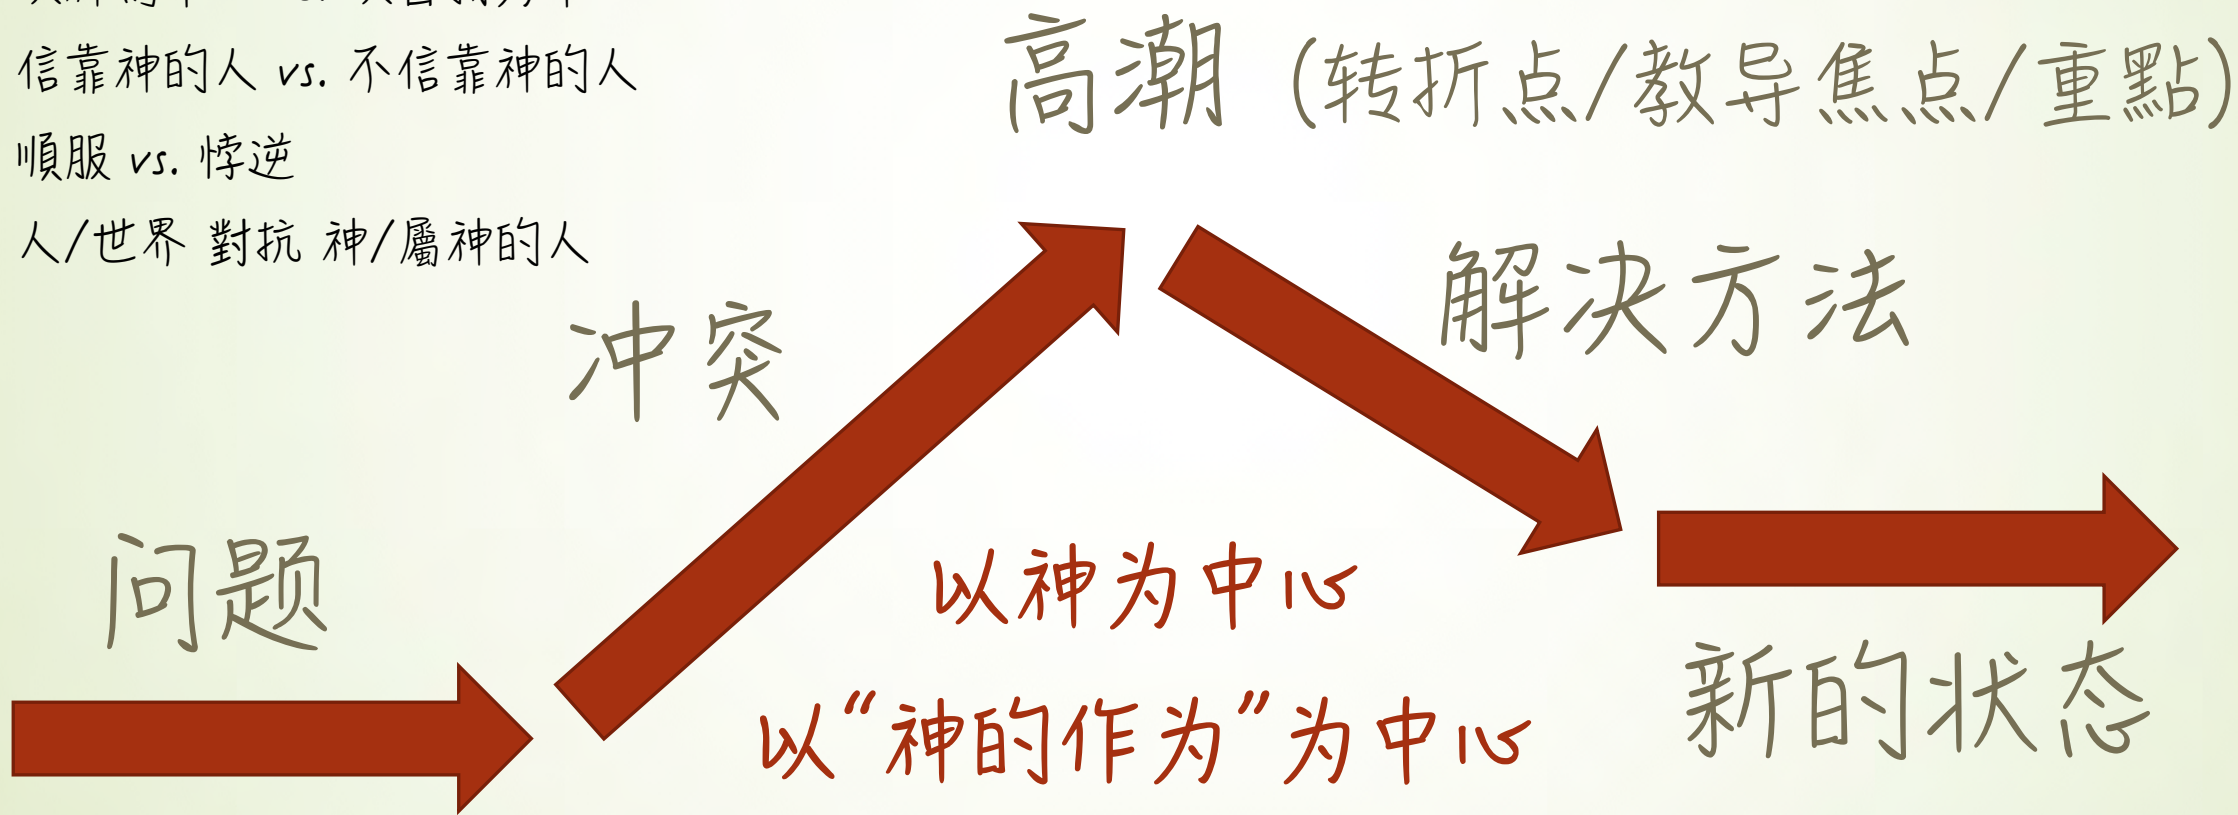 vs.
信靠神的人 vs. 不信靠神的人
順服 vs. 悖逆
人/世界 對抗 神/屬神的人
高潮 (转折点/教导焦点/重點)
冲突
解决方法
问题
以神为中心
以“神的作为”为中心
新的状态